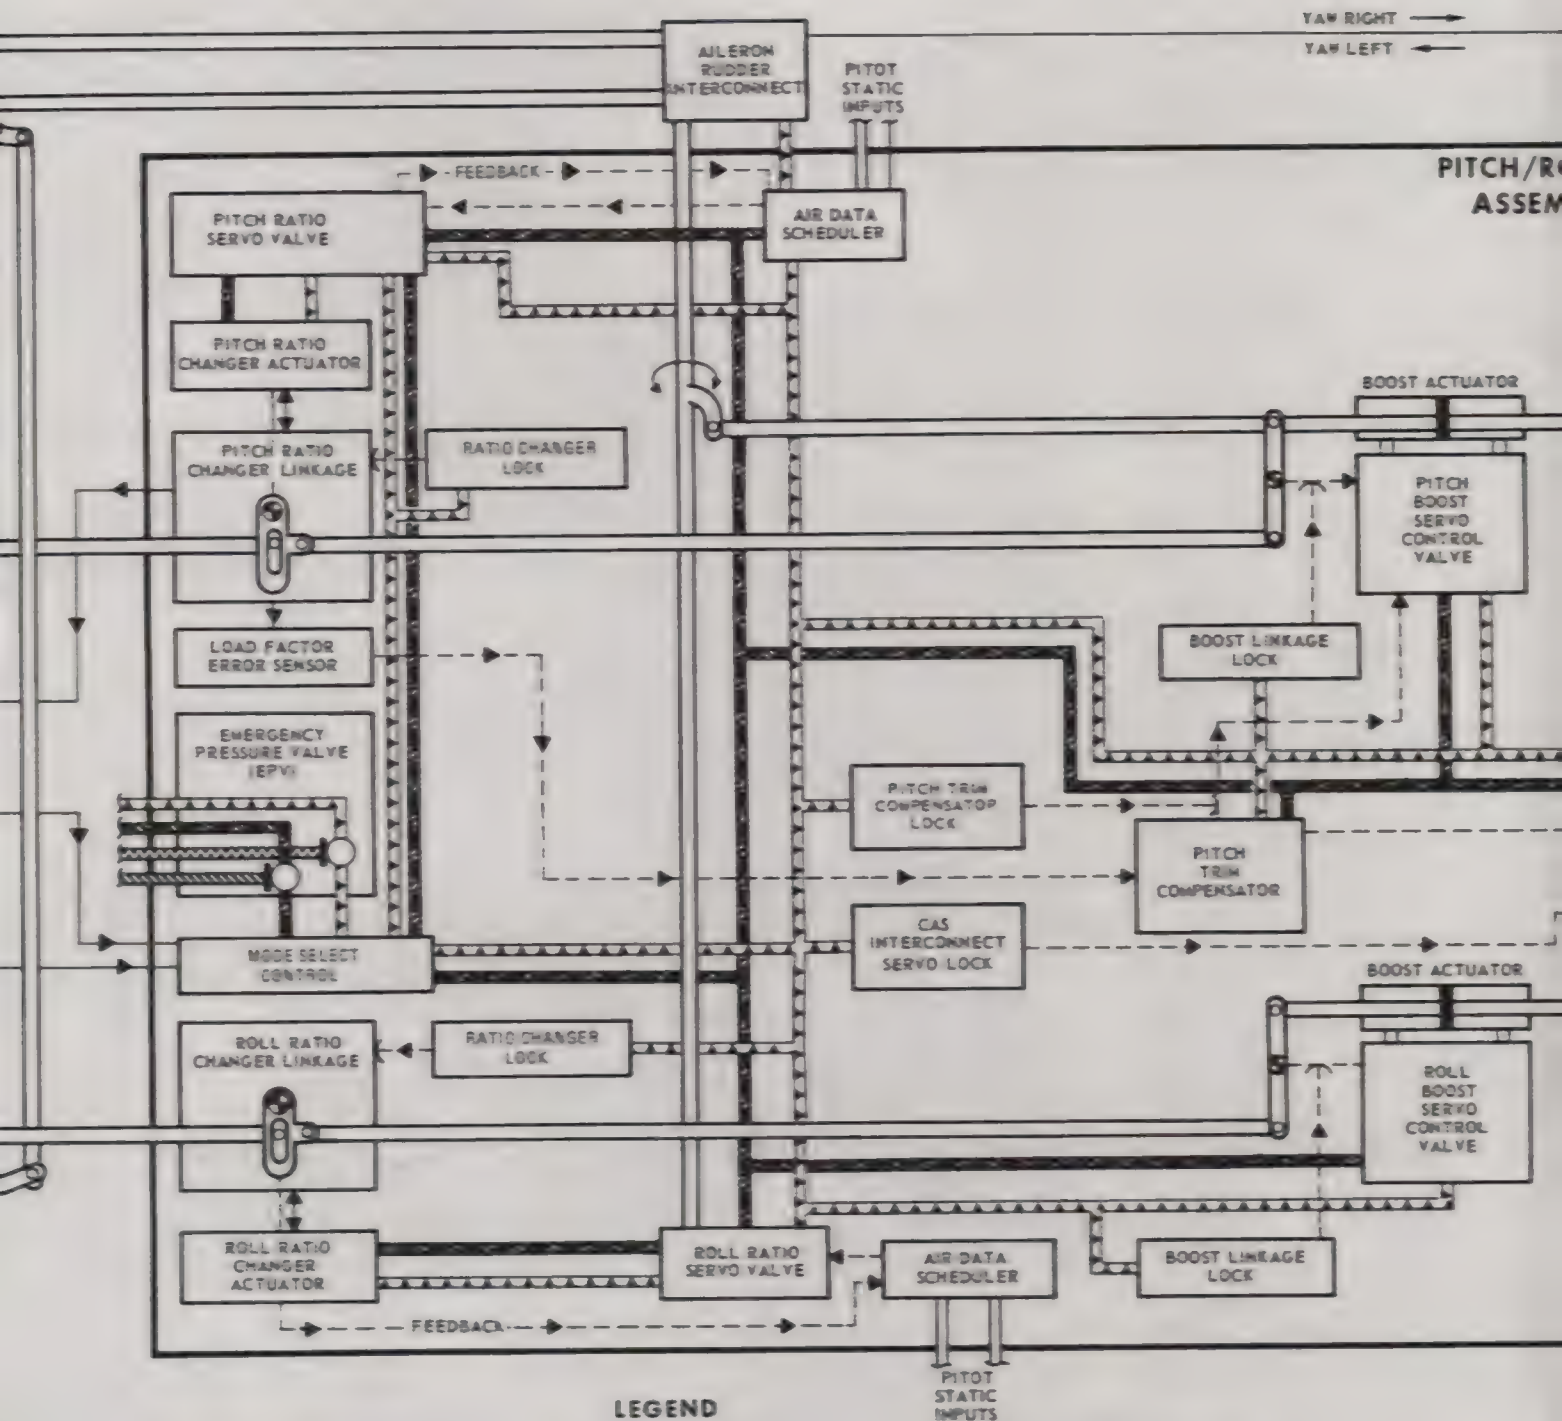 YAW RIGHT
YAW LEFT
AILERON
RUDDER
INTERCONNECT
PITOT
STATIC
INPUTS
PITCH/RO
ASSEM
FEEDBACK
PITCH RATIO
SERVO VALVE
AIR DATA
SCHEDULER
PITCH RATIO
CHANGER ACTUATOR
BOOST ACTUATOR
PITCH RATIO
CHANGER LINKAGE
RATIO CHANGER
LOCK
PITCH
BOOST
SERVO
CONTROL
VALVE
LOAD FACTOR
ERROR SENSOR
BOOST LINKAGE
LOCK
EMERGENCY
PRESSURE VALVE
(EPV)
PITCH TRIM
COMPENSATOR
LOCK
PITCH
TRIM
COMPENSATOR
CAS
INTERCONNECT
SERVO LOCK
MODE SELECT
CONTROL
BOOST ACTUATOR
ROLL RATIO
CHANGER LINKAGE
RATIO CHANGER
LOCK
ROLL
BOOST
SERVO
CONTROL
VALVE
ROLL RATIO
CHANGER
ACTUATOR
ROLL RATIO
SERVO VALVE
AIR DATA
SCHEDULER
BOOST LINKAGE
LOCK
FEEDBACK
PITOT
STATIC
INPUTS
LEGEND